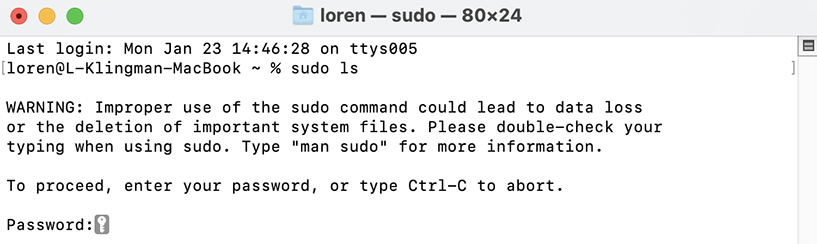 loren — sudo — 80×24
Last login: Mon Jan 23 14:46:28 on ttys005
[loren@L-Klingman-MacBook ~ % sudo ls ]
WARNING: Improper use of the sudo command could lead to data loss
or the deletion of important system files. Please double-check your
typing when using sudo. Type "man sudo" for more information.
To proceed, enter your password, or type Ctrl-C to abort.
Password: